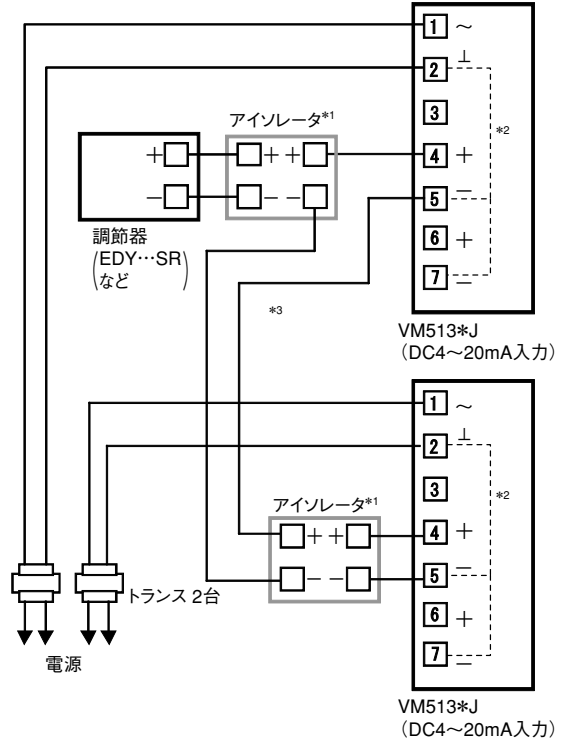 1 ～
2 ⊥
3
*2
4 +
5 −
6 +
7 −
アイソレータ*1
+ + +
− − −
調節器
(EDY…SR)
など
*3
VM513*J
（DC4～20mA入力）
1 ～
2 ⊥
3
*2
4 +
5 −
6 +
7 −
アイソレータ*1
+ +
− −
トランス 2台
電源
VM513*J
（DC4～20mA入力）